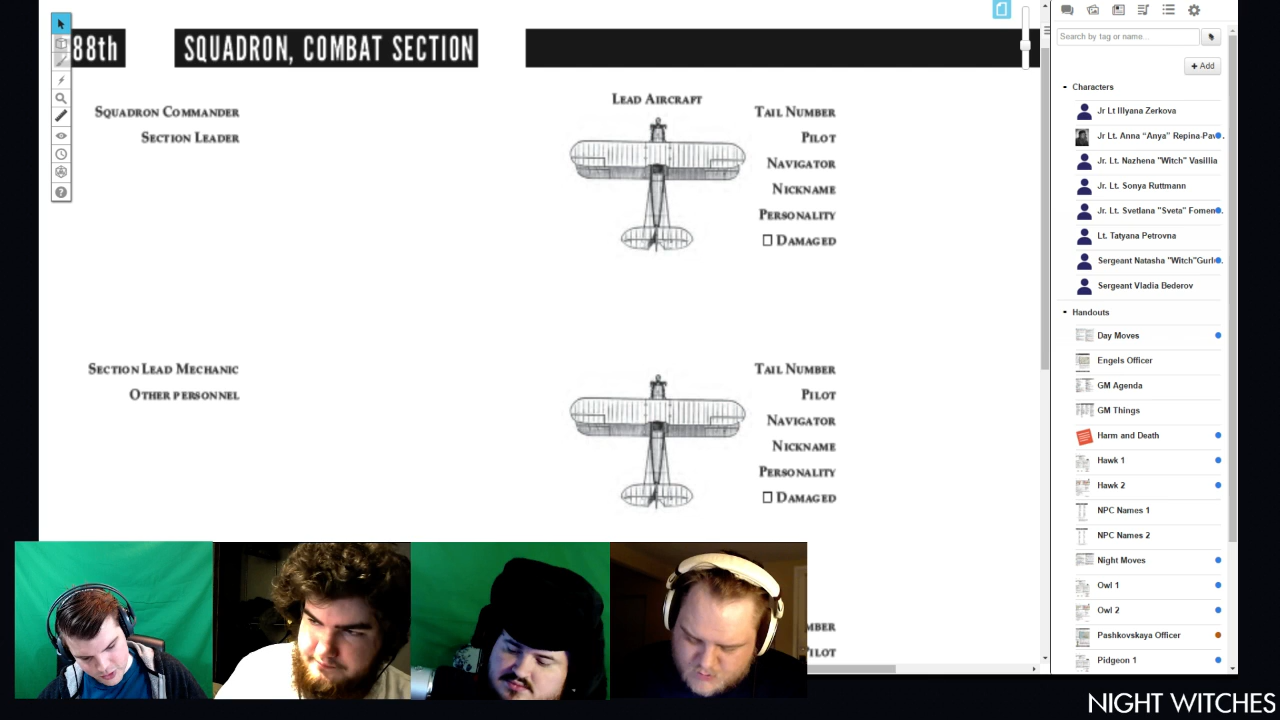 88th SQUADRON, COMBAT SECTION
SQUADRON COMMANDER
SECTION LEADER
LEAD AIRCRAFT
TAIL NUMBER
PILOT
NAVIGATOR
NICKNAME
PERSONALITY
DAMAGED
SECTION LEAD MECHANIC
OTHER PERSONNEL
TAIL NUMBER
PILOT
NAVIGATOR
NICKNAME
PERSONALITY
DAMAGED
MBER
PILOT
Search by tag or name...
+ Add
Characters
Jr Lt Illyana Zerkova
Jr Lt. Anna “Anya” Repina-Pav...
Jr. Lt. Nazhena "Witch" Vasillia
Jr. Lt. Sonya Ruttmann
Jr. Lt. Svetlana "Sveta" Fomen...
Lt. Tatyana Petrovna
Sergeant Natasha "Witch"Gurl...
Sergeant Vladia Bederov
Handouts
Day Moves
Engels Officer
GM Agenda
GM Things
Harm and Death
Hawk 1
Hawk 2
NPC Names 1
NPC Names 2
Night Moves
Owl 1
Owl 2
Pashkovskaya Officer
Pidgeon 1
NIGHT WITCHES